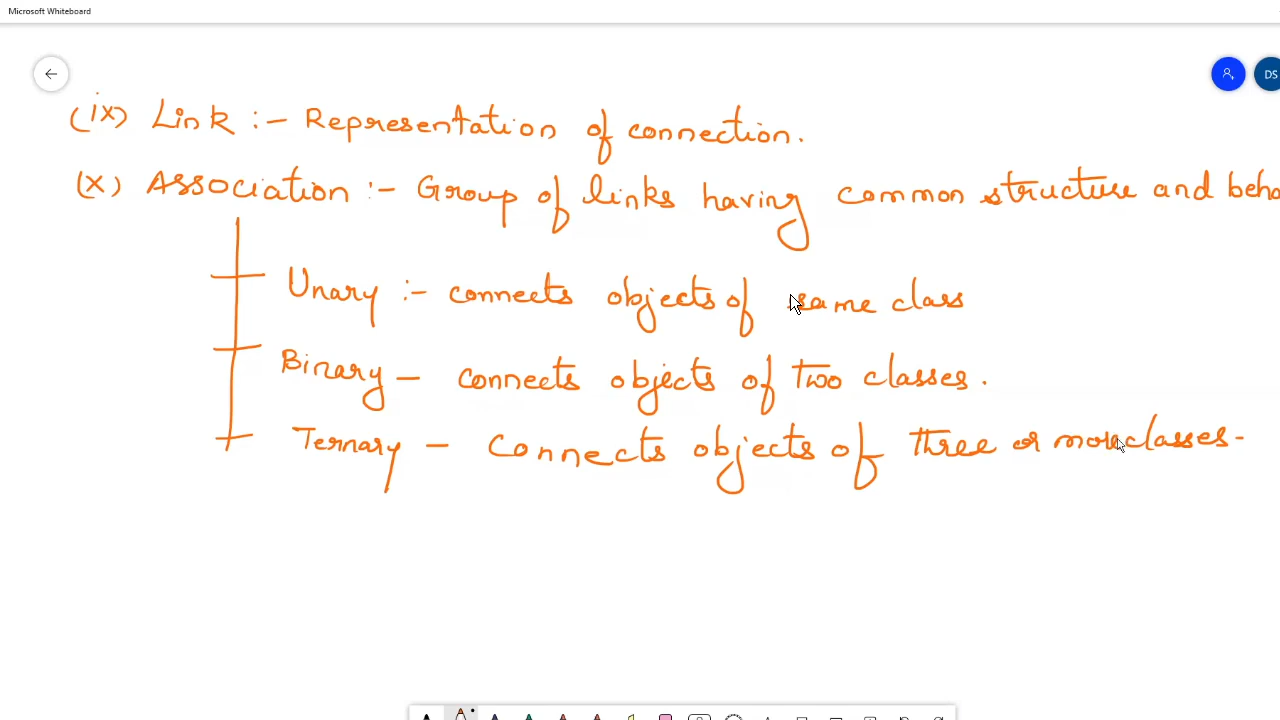 Microsoft Whiteboard
DS
(ix) Link :- Representation of connection.
(x) Association :- Group of links having common structure and beha
Unary :- connects objects of same class
Binary - connects objects of two classes.
Ternary - Connects objects of three or more classes.